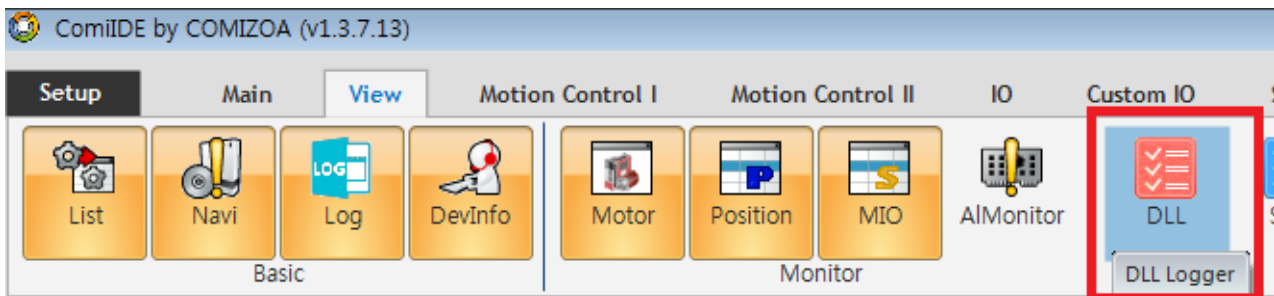 ComiIDE by COMIZOA (v1.3.7.13)
Setup Main View Motion Control I Motion Control II IO Custom IO
LOG
P S
List Navi Log DevInfo Motor Position MIO AlMonitor DLL
Basic Monitor DLL Logger